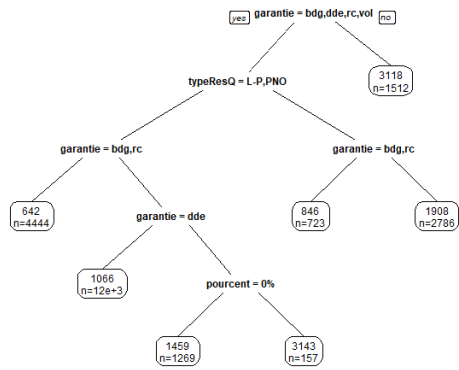 yes garantie = bdg,dde,rc,vol no
3118
n=1512
typeResQ = L-P,PNO
garantie = bdg,rc
garantie = bdg,rc
642
n=4444
garantie = dde
846
n=723
1908
n=2786
1066
n=12e+3
pourcent = 0%
1459
n=1269
3143
n=157